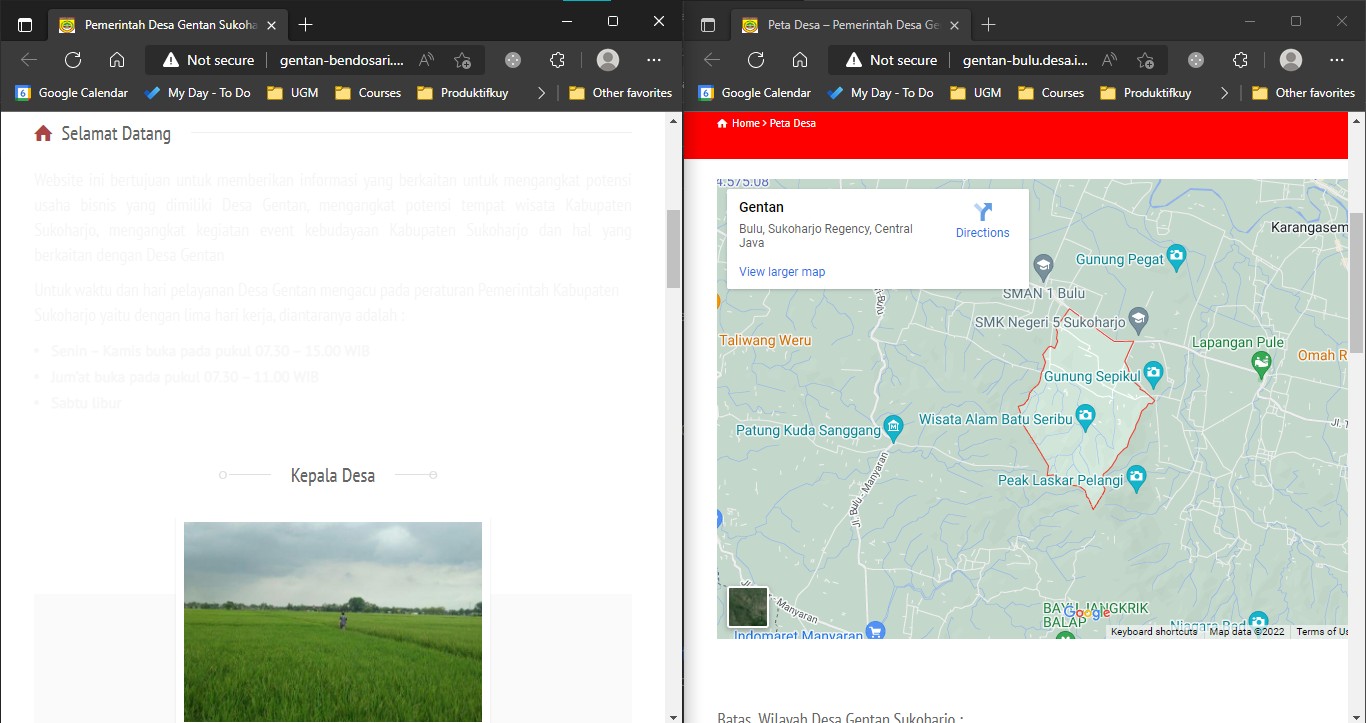 Pemerintah Desa Gentan Sukoha
Not secure
gentan-bendosari....
Google Calendar
My Day - To Do
UGM
Courses
Produktifkuy
Other favorites
Selamat Datang
Website ini bertujuan untuk memberikan Informasi yang berkaitan untuk mengangkat potensi
usaha bisnis yang dimiliki Desa Gentan, mengangkat potensi tempat wisata Kabupaten
Sukoharjo, mengangkat kegiatan event kebudayaan Kabupaten Sukoharjo dan hal yang
berkaitan dengan Desa Gentan
Untuk waktu dan hari pelayanan Desa Gentan mengacu pada peraturan Pemerintah Kabupaten
Sukoharjo yaitu dengan lima hari kerja, diantaranya adalah :
• Senin – Kamis buka pada pukul 07.30 – 15.00 WIB
• Jum'at buka pada pukul 07.30 – 11.00 WIB
• Sabtu libur
Kepala Desa
Peta Desa – Pemerintah Desa Ge
Not secure
gentan-bulu.desa.i...
6 Google Calendar
My Day - To Do
UGM
Courses
Produktifkuy
Other favorites
Home > Peta Desa
4.575.08
Gentan
Bulu, Sukoharjo Regency, Central
Java
Directions
View larger map
Karangasem
Gunung Pegat
SMAN 1 Bulu
Jl. Bulu
SMK Negeri 5 Sukoharjo
Taliwang Weru
Lapangan Pule
Omah R
Gunung Sepikul
Wisata Alam Batu Seribu
Patung Kuda Sanggang
Jl. T
Peak Laskar Pelangi
Jl. Bulu - Manyaran
- Manyaran
BAYU JANGKRIK
BALAP
Google
Niagara Pad
Indomaret Manyaran
Keyboard shortcuts
Map data ©2022
Terms of Us
Batas Wilayah Desa Gentan Sukoharjo :